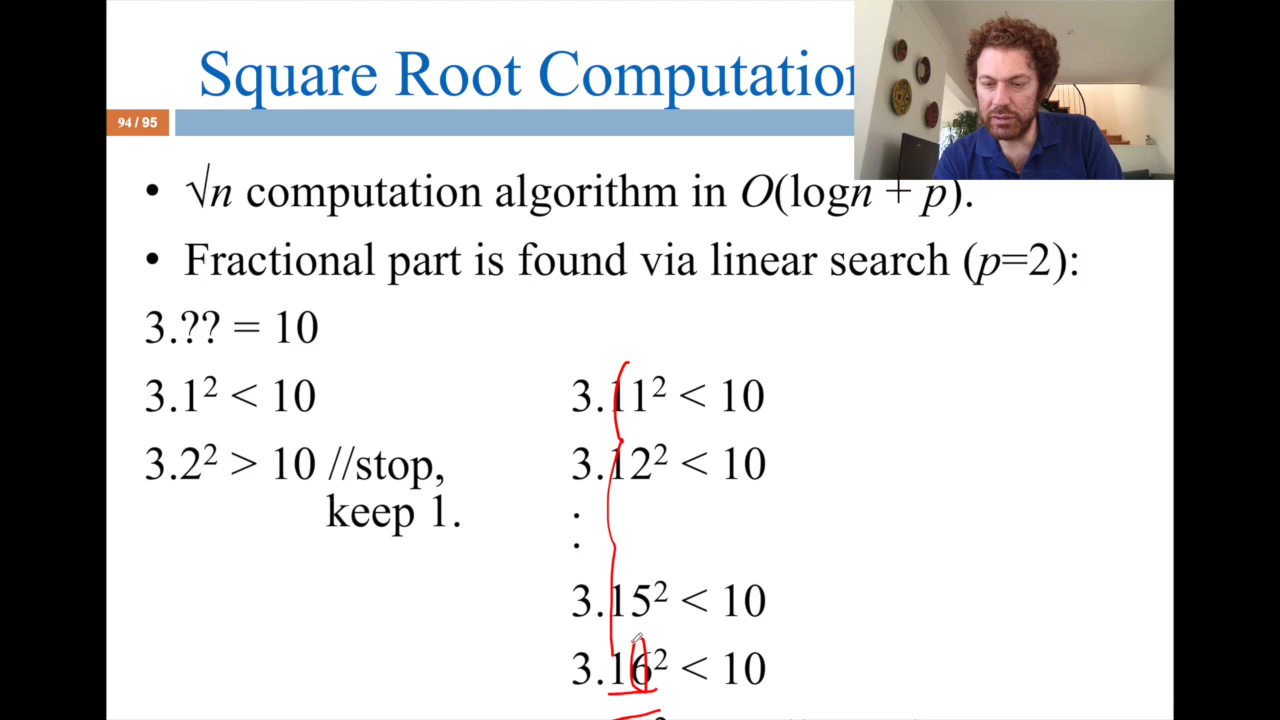 Square Root Computation
94 / 95
• √n computation algorithm in O(logn + p).
• Fractional part is found via linear search (p=2):
3.?? = 10
3.1² < 10
3.2² > 10 //stop,
keep 1.
3.11² < 10
3.12² < 10
.
.
3.15² < 10
3.16² < 10